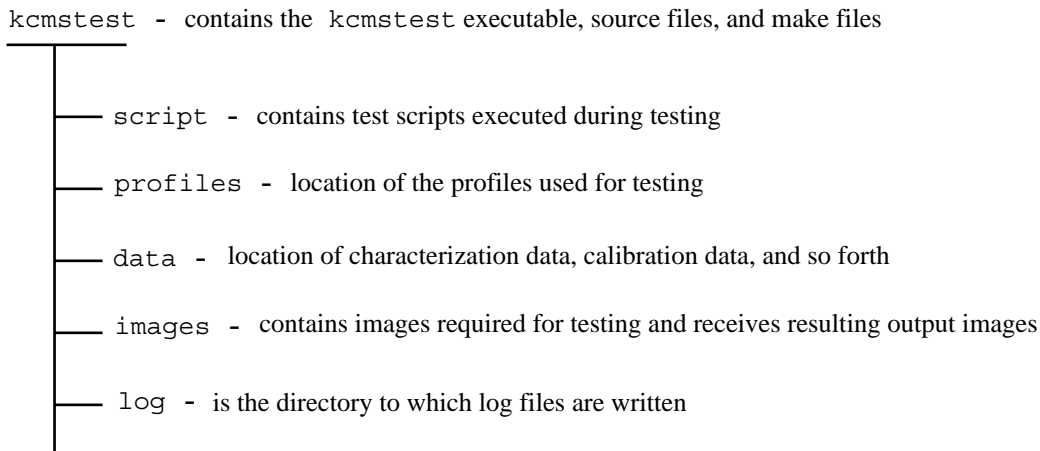 kcmstest - contains the kcmstest executable, source files, and make files
script - contains test scripts executed during testing
profiles - location of the profiles used for testing
data - location of characterization data, calibration data, and so forth
images - contains images required for testing and receives resulting output images
log - is the directory to which log files are written